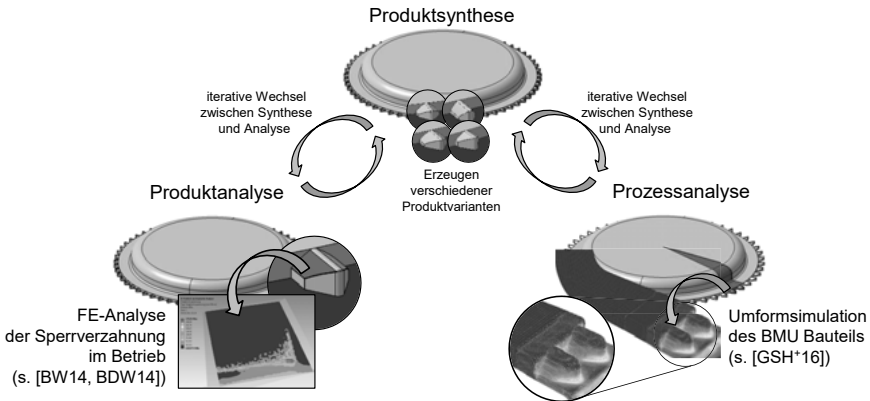 Produktsynthese
iterative Wechsel
zwischen Synthese
und Analyse
iterative Wechsel
zwischen Synthese
und Analyse
Erzeugen
verschiedener
Produktvarianten
Produktanalyse
Prozessanalyse
FE-Analyse
der Sperrverzahnung
im Betrieb
(s. [BW14, BDW14])
Umformsimulation
des BMU Bauteils
(s. [GSH⁺16])